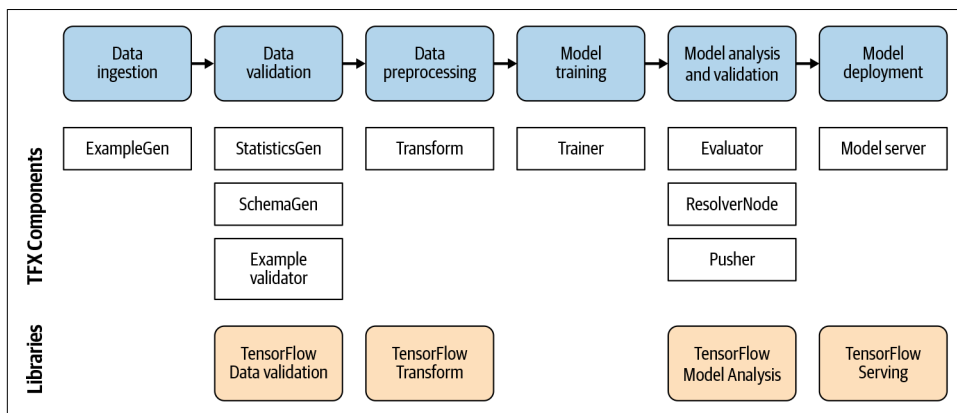 Data
ingestion
Data
validation
Data
preprocessing
Model
training
Model analysis
and validation
Model
deployment
TFX Components
ExampleGen
StatisticsGen
Transform
Trainer
Evaluator
Model server
SchemaGen
ResolverNode
Example
validator
Pusher
Libraries
TensorFlow
Data validation
TensorFlow
Transform
TensorFlow
Model Analysis
TensorFlow
Serving